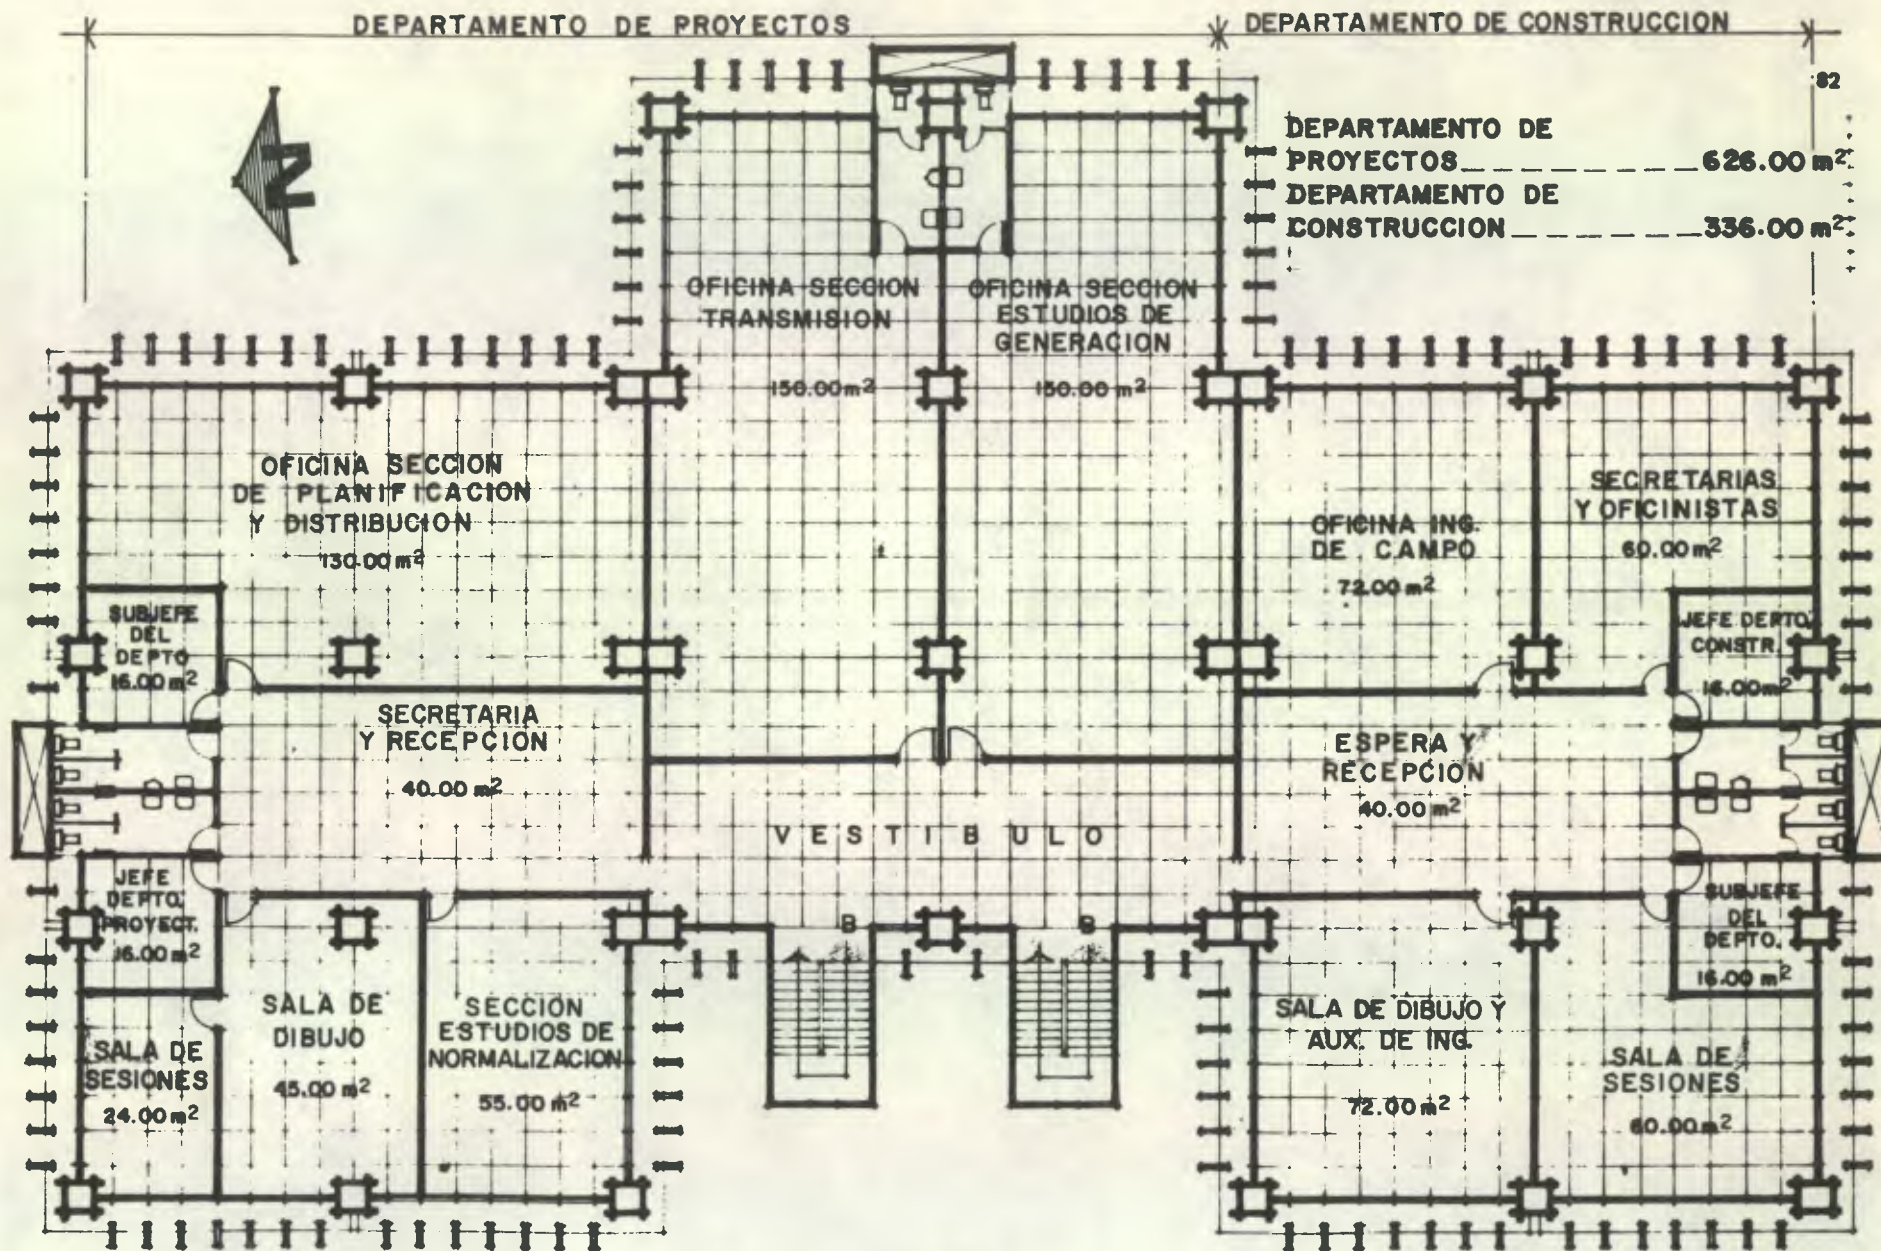 DEPARTAMENTO DE PROYECTOS
DEPARTAMENTO DE CONSTRUCCION
82
N
DEPARTAMENTO DE
PROYECTOS 626.00 m²
DEPARTAMENTO DE
CONSTRUCCION 336.00 m²
OFICINA SECCION
TRANSMISION
150.00 m²
OFICINA SECCION
ESTUDIOS DE
GENERACION
150.00 m²
OFICINA SECCION
DE PLANIFICACION
Y DISTRIBUCION
130.00 m²
OFICINA ING.
DE CAMPO
72.00 m²
SECRETARIAS
Y OFICINISTAS
60.00 m²
SUBJEFE
DEL
DEPTO
16.00 m²
JEFE DEPTO.
CONSTR.
16.00 m²
SECRETARIA
Y RECEPCION
40.00 m²
ESPERA Y
RECEPCION
40.00 m²
VESTIBULO
JEFE
DEPTO.
PROYECT.
16.00 m²
SUBJEFE
DEL
DEPTO.
16.00 m²
B
B
SALA DE
DIBUJO
45.00 m²
SECCION
ESTUDIOS DE
NORMALIZACION
55.00 m²
SALA DE
SESIONES
24.00 m²
SALA DE DIBUJO Y
AUX. DE ING.
72.00 m²
SALA DE
SESIONES
60.00 m²